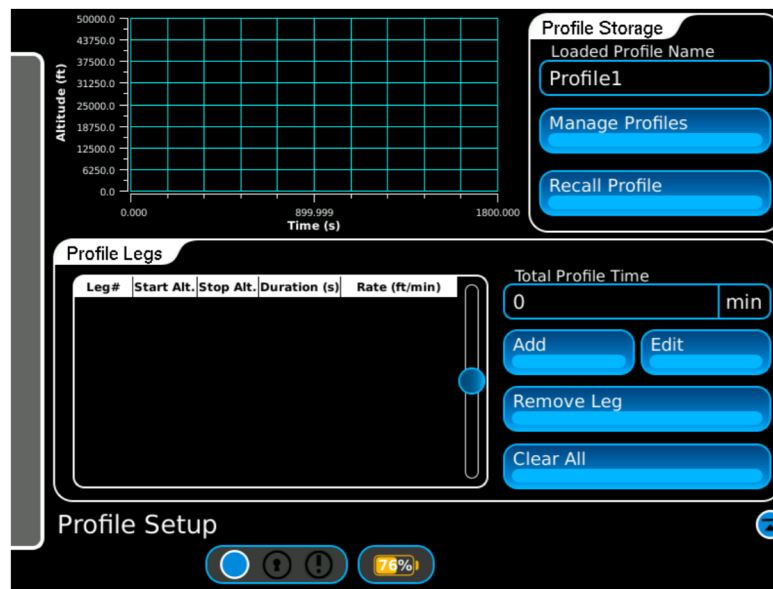 50000.0
43750.0
37500.0
31250.0
25000.0
18750.0
12500.0
6250.0
0.0
Altitude (ft)
0.000 899.999 1800.000
Time (s)
Profile Storage
Loaded Profile Name
Profile1
Manage Profiles
Recall Profile
Profile Legs
Leg# Start Alt. Stop Alt. Duration (s) Rate (ft/min)
Total Profile Time
0 min
Add Edit
Remove Leg
Clear All
Profile Setup
76%